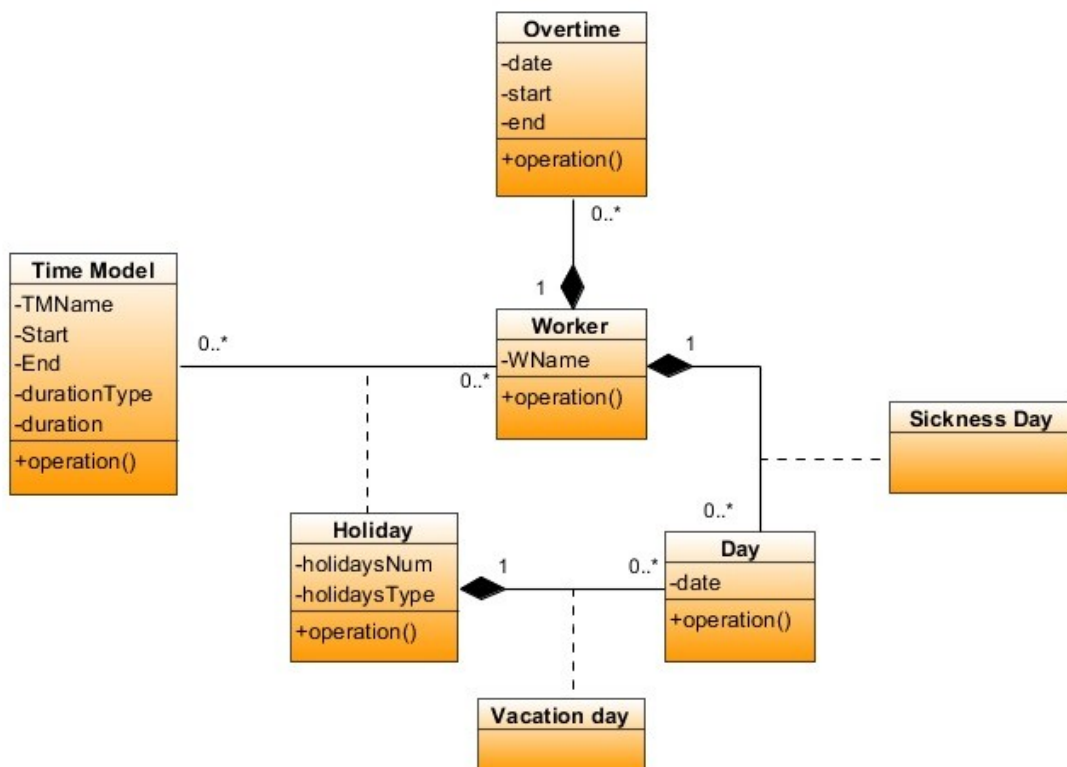 Overtime
-date
-start
-end
+operation()
0..*
1
Time Model
-TMName
-Start
-End
-durationType
-duration
+operation()
0..*
0..*
Worker
-WName
+operation()
1
Sickness Day
0..*
Holiday
-holidaysNum
-holidaysType
+operation()
1
0..*
Day
-date
+operation()
Vacation day